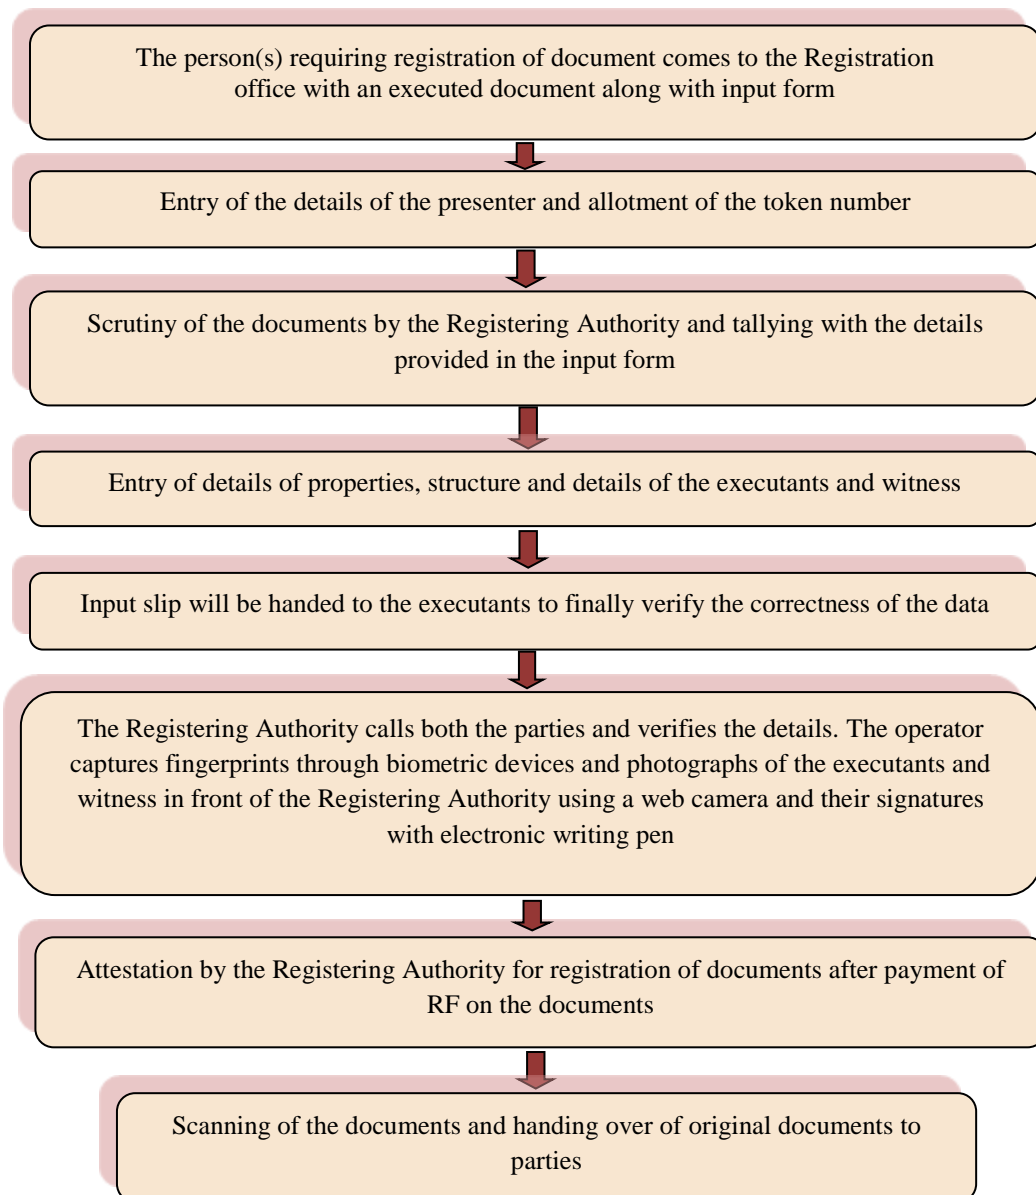 The person(s) requiring registration of document comes to the Registration
office with an executed document along with input form
Entry of the details of the presenter and allotment of the token number
Scrutiny of the documents by the Registering Authority and tallying with the details
provided in the input form
Entry of details of properties, structure and details of the executants and witness
Input slip will be handed to the executants to finally verify the correctness of the data
The Registering Authority calls both the parties and verifies the details. The operator
captures fingerprints through biometric devices and photographs of the executants and
witness in front of the Registering Authority using a web camera and their signatures
with electronic writing pen
Attestation by the Registering Authority for registration of documents after payment of
RF on the documents
Scanning of the documents and handing over of original documents to
parties